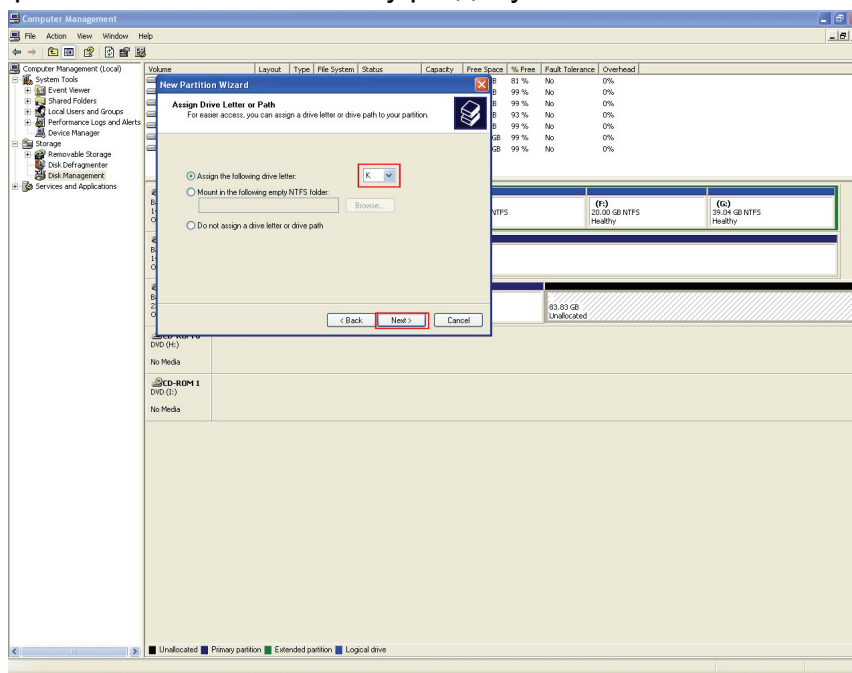 Computer Management
File Action View Window Help
Computer Management (Local)
System Tools
Event Viewer
Shared Folders
Local Users and Groups
Performance Logs and Alerts
Device Manager
Storage
Removable Storage
Disk Defragmenter
Disk Management
Services and Applications
Volume Layout Type File System Status Capacity Free Space % Free Fault Tolerance Overhead
B 81 % No 0%
B 99 % No 0%
B 99 % No 0%
B 93 % No 0%
B 99 % No 0%
GB 99 % No 0%
GB 99 % No 0%
New Partition Wizard
Assign Drive Letter or Path
For easier access, you can assign a drive letter or drive path to your partition.
Assign the following drive letter: K
Mount in the following empty NTFS folder:
Browse...
Do not assign a drive letter or drive path
< Back Next > Cancel
NTFS
(F:)
20.00 GB NTFS
Healthy
(G:)
39.04 GB NTFS
Healthy
83.83 GB
Unallocated
DVD (H:)
No Media
CD-ROM 1
DVD (I:)
No Media
Unallocated Primary partition Extended partition Logical drive